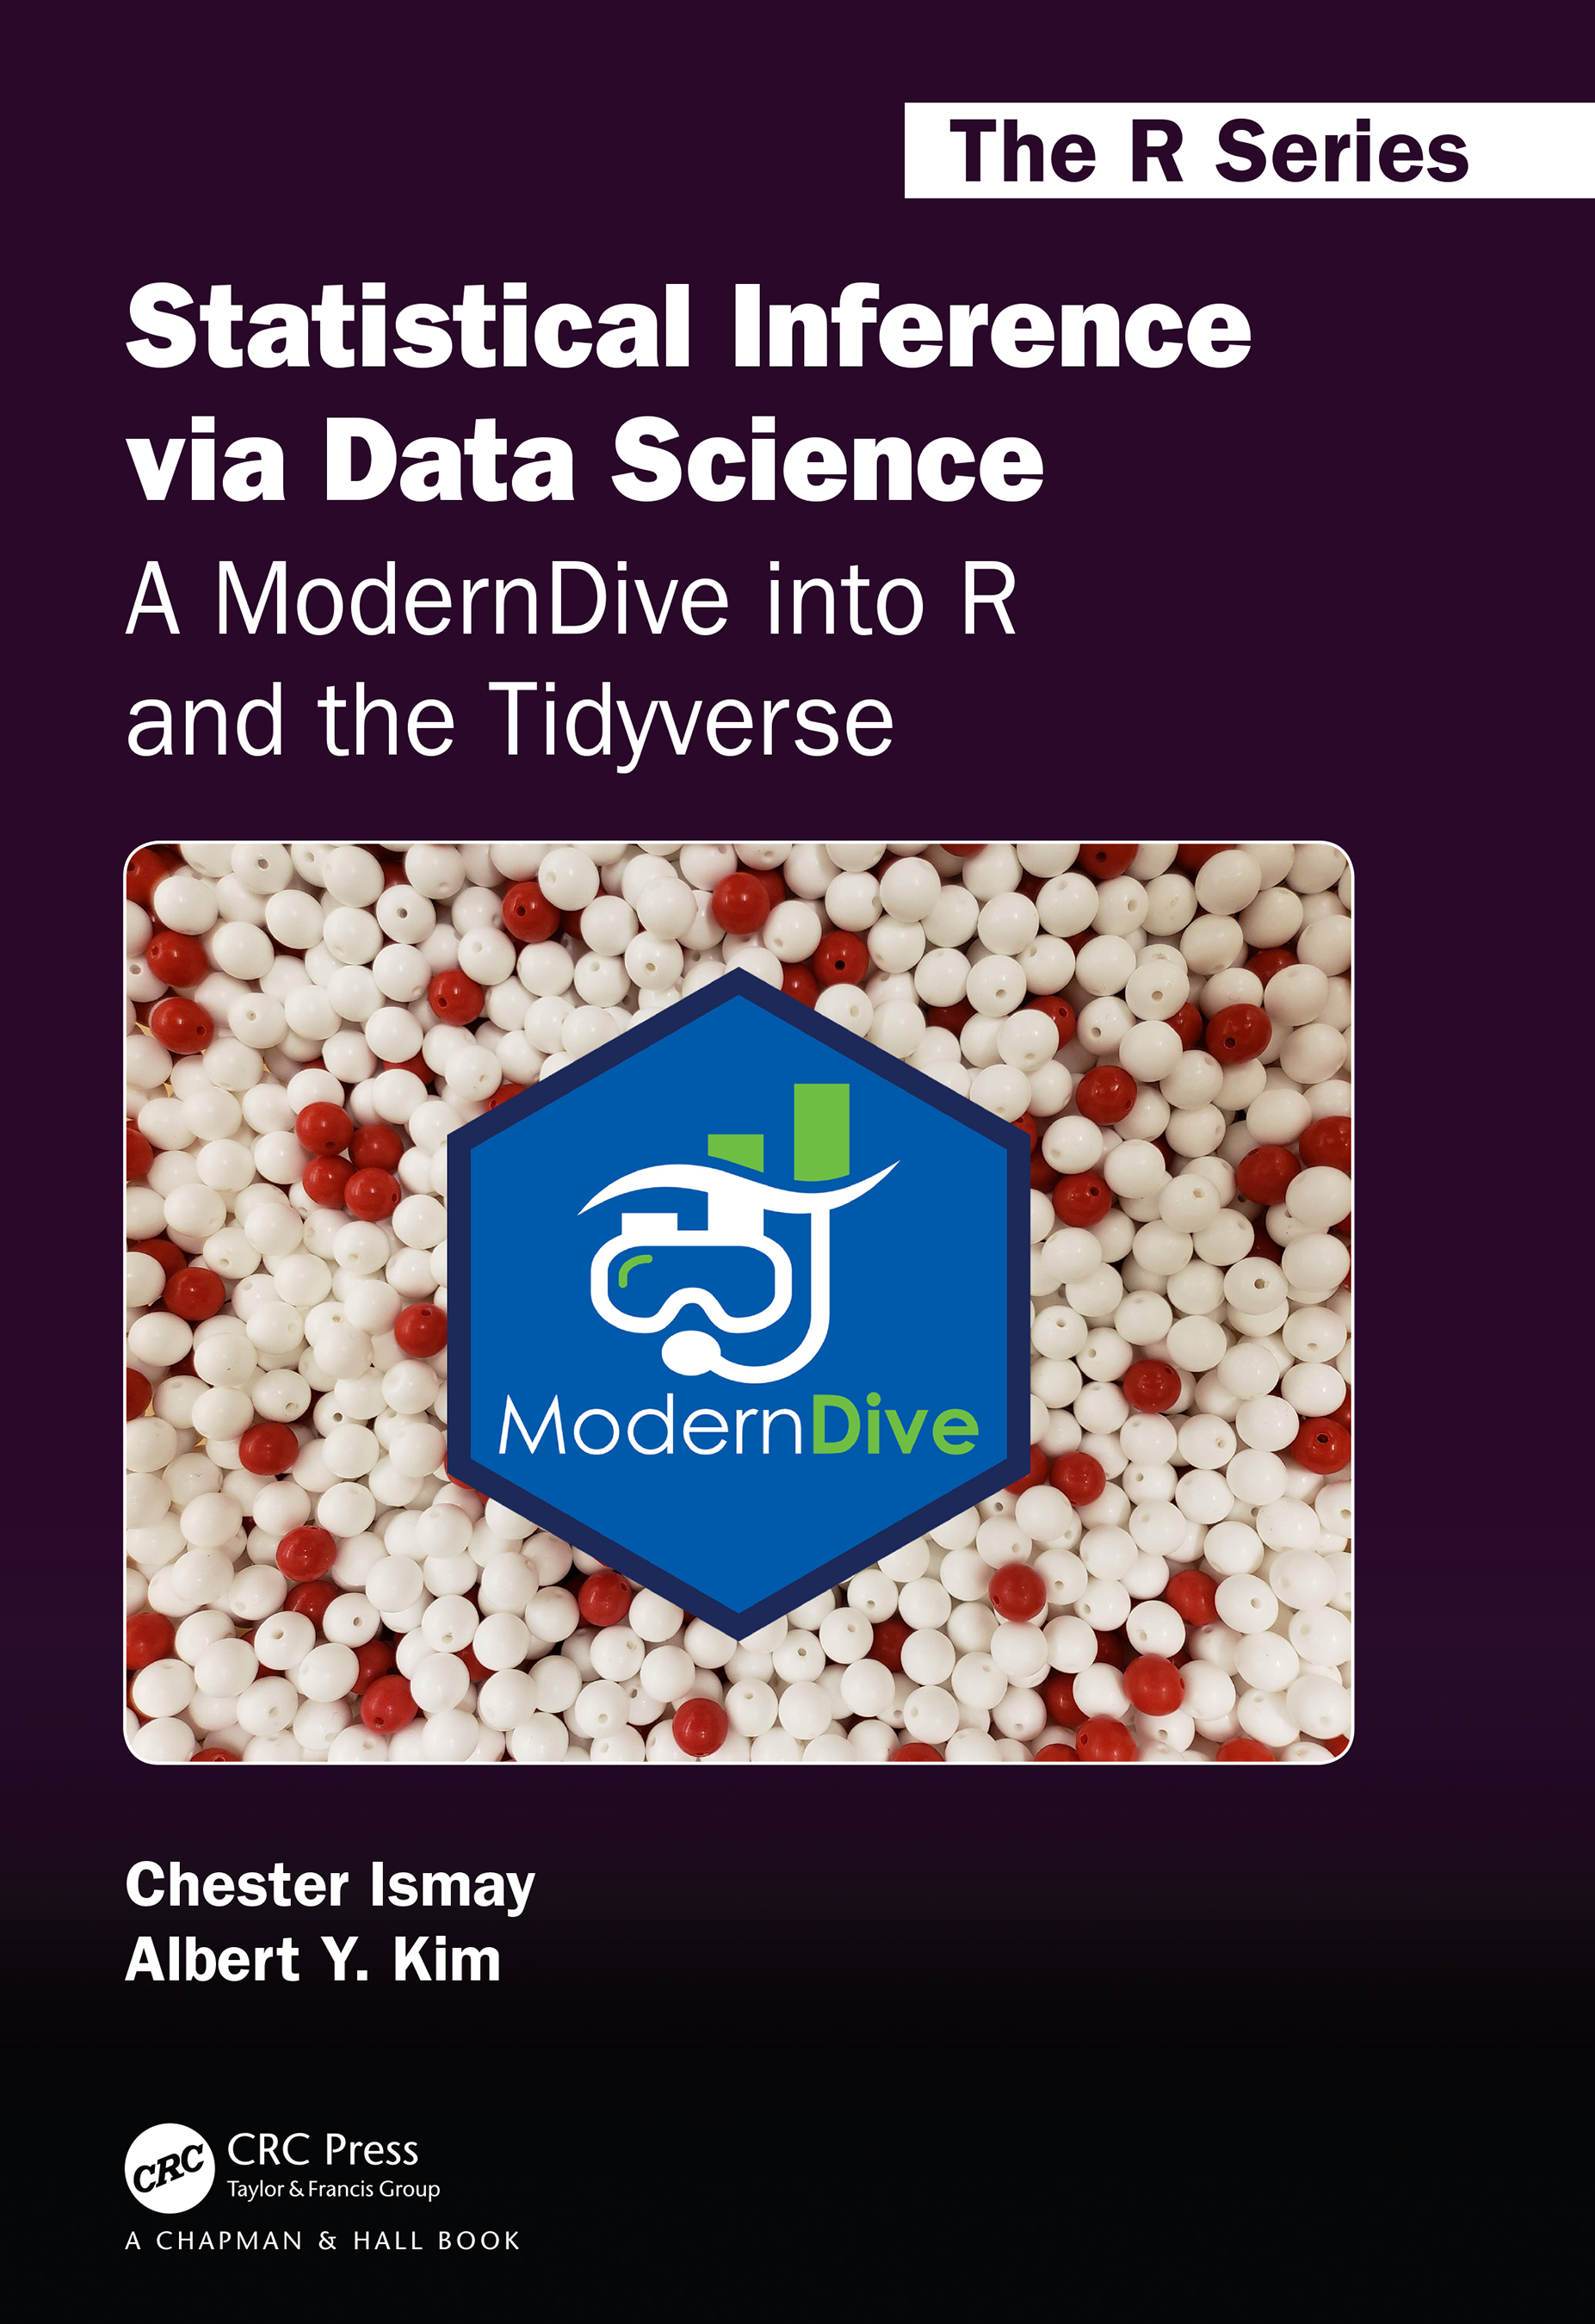 The R Series
Statistical Inference
via Data Science
A ModernDive into R
and the Tidyverse
ModernDive
Chester Ismay
Albert Y. Kim
CRC
CRC Press
Taylor & Francis Group
A CHAPMAN & HALL BOOK